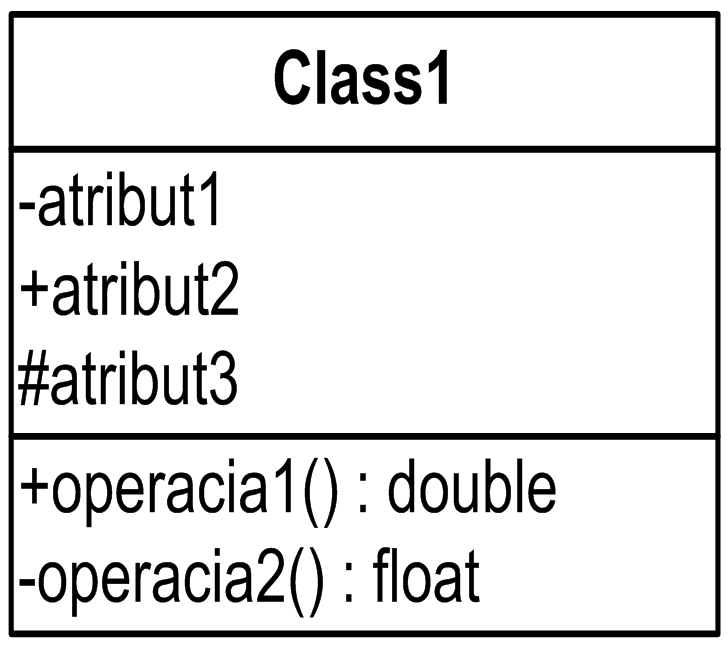 Class1
-atribut1
+atribut2
#atribut3
+operacia1() : double
-operacia2() : float